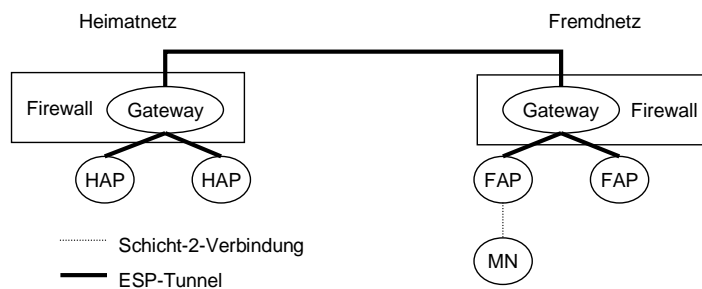 Heimatnetz
Fremdnetz
Firewall
Gateway
Gateway
Firewall
HAP
HAP
FAP
FAP
Schicht-2-Verbindung
MN
ESP-Tunnel